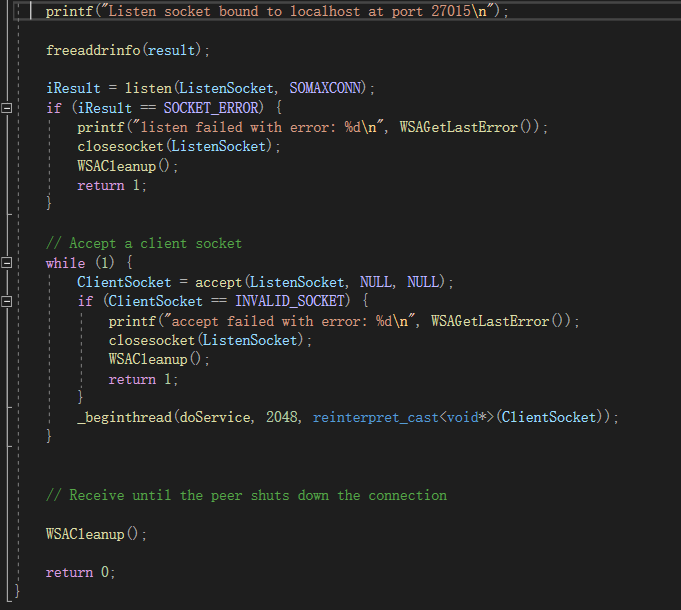 printf("Listen socket bound to localhost at port 27015\n");
freeaddrinfo(result);
iResult = listen(ListenSocket, SOMAXCONN);
if (iResult == SOCKET_ERROR) {
printf("listen failed with error: %d\n", WSAGetLastError());
closesocket(ListenSocket);
WSACleanup();
return 1;
}
// Accept a client socket
while (1) {
ClientSocket = accept(ListenSocket, NULL, NULL);
if (ClientSocket == INVALID_SOCKET) {
printf("accept failed with error: %d\n", WSAGetLastError());
closesocket(ListenSocket);
WSACleanup();
return 1;
}
_beginthread(doService, 2048, reinterpret_cast<void*>(ClientSocket));
}
// Receive until the peer shuts down the connection
WSACleanup();
return 0;
}